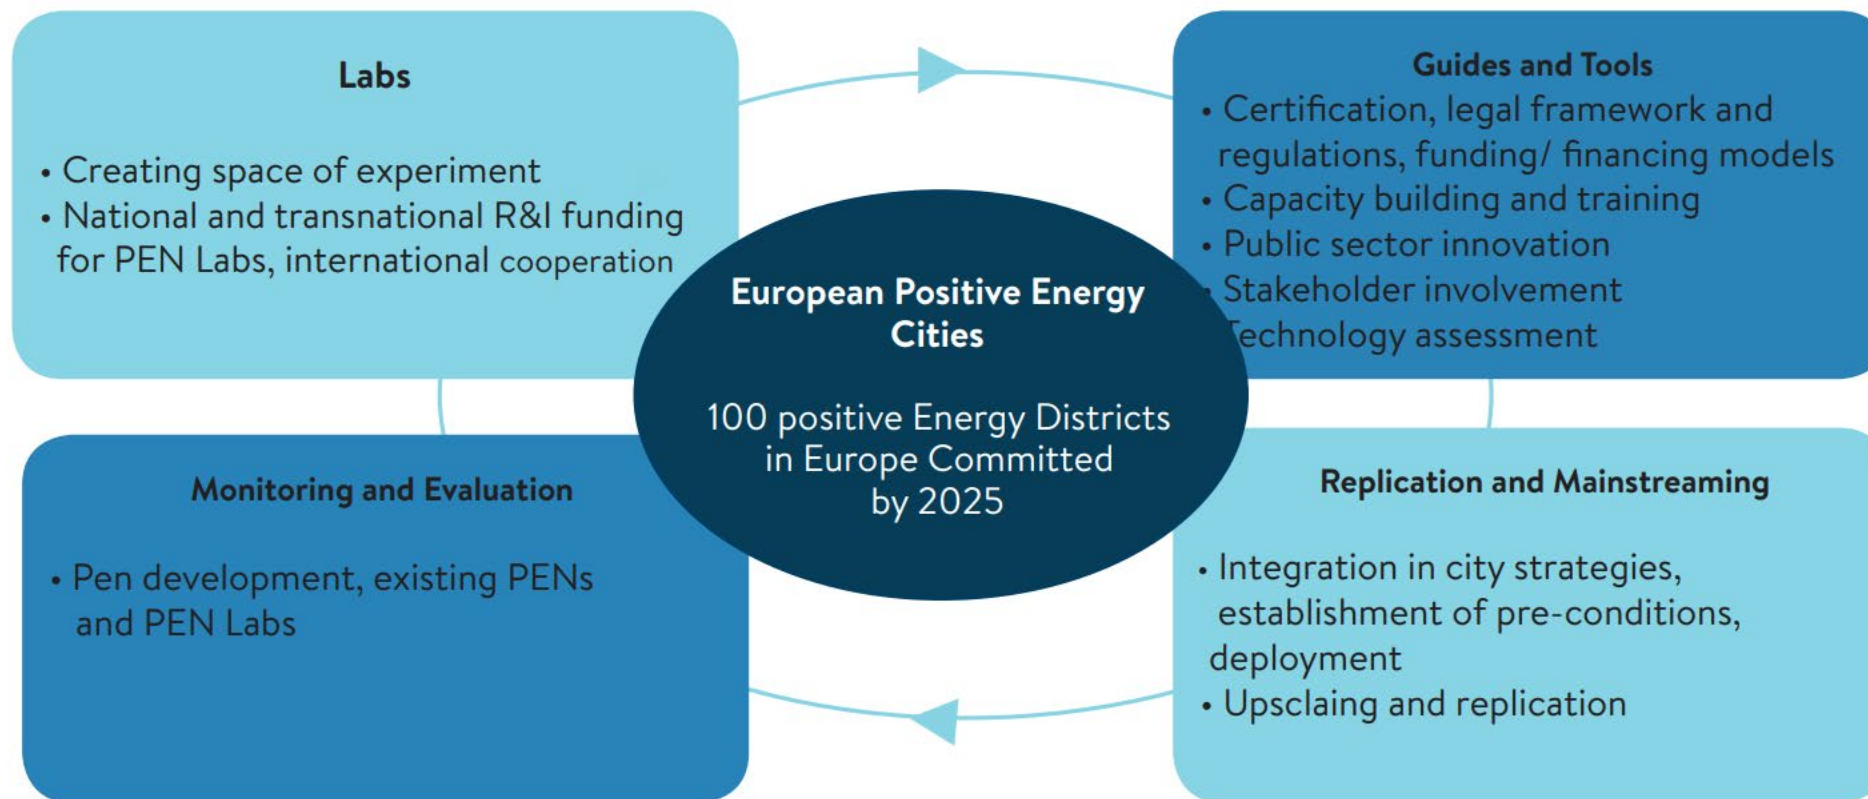 Labs
• Creating space of experiment
• National and transnational R&I funding
for PEN Labs, international cooperation
Guides and Tools
• Certification, legal framework and
regulations, funding/ financing models
• Capacity building and training
• Public sector innovation
• Stakeholder involvement
Technology assessment
European Positive Energy
Cities
100 positive Energy Districts
in Europe Committed
by 2025
Monitoring and Evaluation
• Pen development, existing PENs
and PEN Labs
Replication and Mainstreaming
• Integration in city strategies,
establishment of pre-conditions,
deployment
• Upsclaing and replication